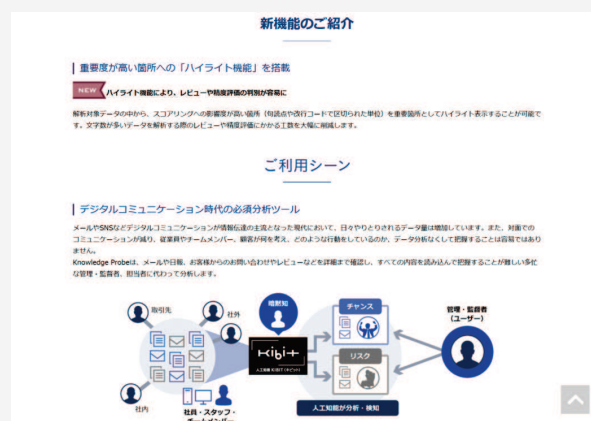 新機能のご紹介
重要度が高い箇所への「ハイライト機能」を搭載
NEW ハイライト機能により、レビューや精度評価の判別が容易に
解析対象データの中から、スコアリングへの影響度が高い箇所（句読点や改行コードで区切られた単位）を重要箇所としてハイライト表示することが可能で
す。文字数が多いデータを解析する際のレビューや精度評価にかかる工数を大幅に削減します。
ご利用シーン
デジタルコミュニケーション時代の必須分析ツール
メールやSNSなどデジタルコミュニケーションが情報伝達の主流となった現代において、日々やりとりされるデータ量は増加しています。また、対面での
コミュニケーションが減り、従業員やチームメンバー、顧客が何を考え、どのような行動をしているのか、データ分析なくして把握することは容易ではあり
ません。
Knowledge Probeは、メールや日報、お客様からのお問い合わせやレビューなどを詳細まで確認し、すべての内容を読み込んで把握することが難しい多忙
な管理・監督者、担当者に代わって分析します。
取引先
社外
暗黙知
チャンス
管理・監督者
（ユーザー）
KIBIT
人工知能 KIBIT（キビット）
リスク
社内
社員・スタッフ・
チームメンバー
人工知能が分析・検知